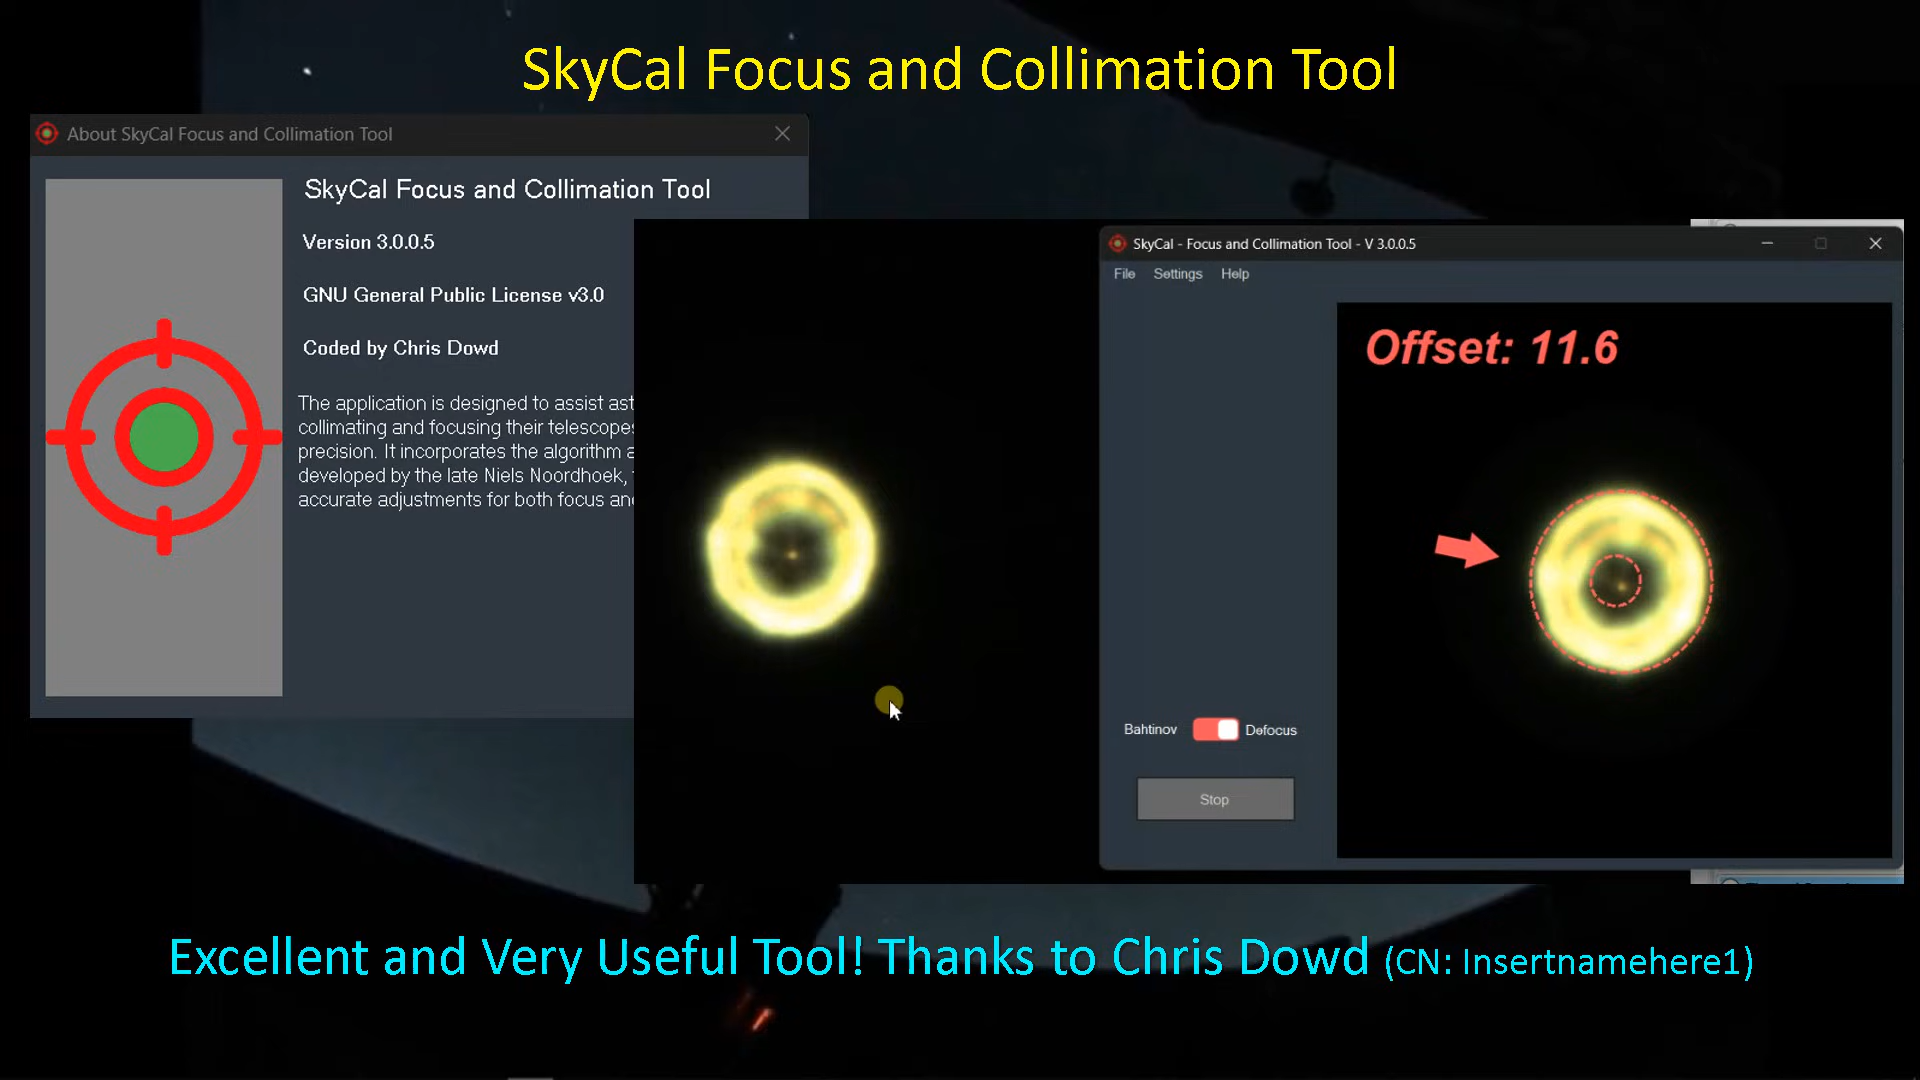 SkyCal Focus and Collimation Tool
About SkyCal Focus and Collimation Tool
SkyCal Focus and Collimation Tool
Version 3.0.0.5
GNU General Public License v3.0
Coded by Chris Dowd
The application is designed to assist ast
collimating and focusing their telescopes
precision. It incorporates the algorithm a
developed by the late Niels Noordhoek,
accurate adjustments for both focus and
SkyCal - Focus and Collimation Tool - V 3.0.0.5
File Settings Help
Offset: 11.6
Bahtinov Defocus
Stop
Excellent and Very Useful Tool! Thanks to Chris Dowd (CN: Insertnamehere1)